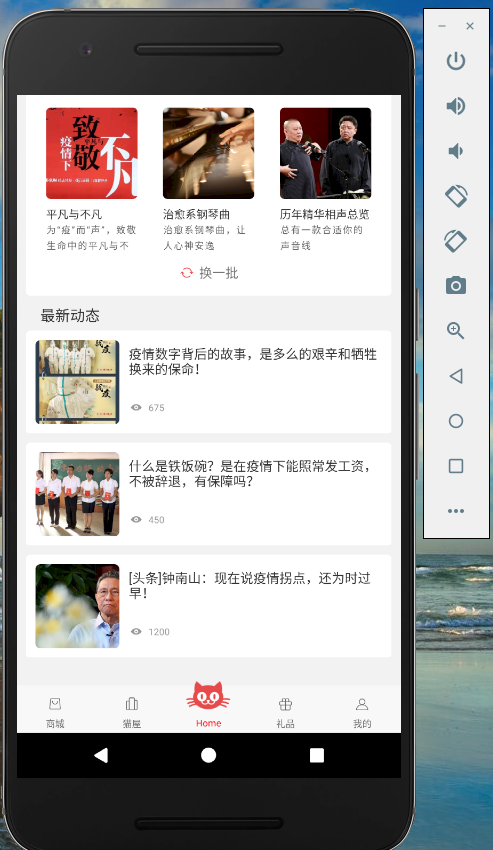 致敬
平凡与
不凡
疫情下
平凡与不凡
治愈系钢琴曲
历年精华相声总览
为“疫”而“声”，致敬
生命中的平凡与不
治愈系钢琴曲，让
人心神安逸
总有一款合适你的
声音线
换一批
最新动态
疫情数字背后的故事，是多么的艰辛和牺牲
换来的保命！
675
什么是铁饭碗？是在疫情下能照常发工资，
不被辞退，有保障吗？
450
[头条]钟南山：现在说疫情拐点，还为时过
早！
1200
商城
猫屋
Home
礼品
我的